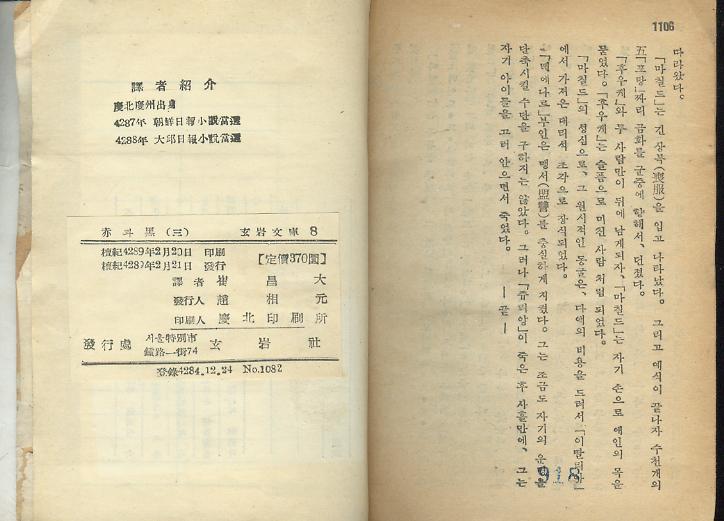 1106
다라왔다.
「마칠드」는 긴 상복(喪服)을 입고 나타났다. 그리고 예식이 끝나자 수천개의
五「포랑」짜리 금화를 군중에 향해서, 던졌다.
「후우케」와 두 사람만이 뒤에 남게되자, 「마칠드」는 자기 손으로 애인의 목을
묻었다. 「후우케」는 슬픔으로 미친 사람처럼 되었다.
「마칠드」의 정심으로, 그 원시적인 동굴은, 다액의 비용을 드려서 「이딸리아」
에서 가져온 대리석 조각으로 장식되었다.
「떼에나르」부인은 맹서(盟誓)를 충실하게 지켰다. 그는 조금도 자기의 운명을
단축시킬 수단을 구하지는 않았다. 그러나 「쥬리앙」이 죽은 후 사흘만에, 그는
자기 아이들을 끄러 안으면서 죽었다.
—끝—
918
譯者紹介
慶北慶州出身
4287年 朝鮮日報小說當選
4288年 大邱日報小說當選
赤과黑 (三) 玄岩文庫 8
檀紀4289年2月20日 印刷
檀紀4289年2月21日 發行
【定價370圜】
譯者 崔昌大
發行人 趙相元
印刷人 慶北印刷所
發行處 서울特別市 鐘路一街74 玄岩社
登錄4284.12.24 No.1082